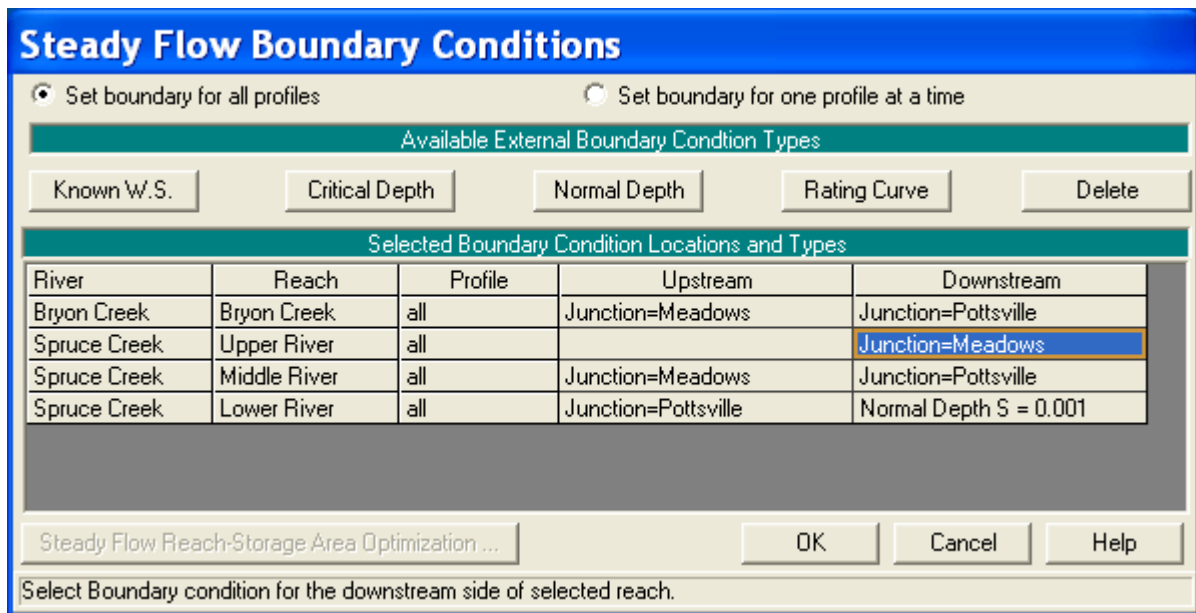 Steady Flow Boundary Conditions
Set boundary for all profiles Set boundary for one profile at a time
Available External Boundary Condtion Types
Known W.S. Critical Depth Normal Depth Rating Curve Delete
Selected Boundary Condition Locations and Types
River Reach Profile Upstream Downstream
Bryon Creek Bryon Creek all Junction=Meadows Junction=Pottsville
Spruce Creek Upper River all Junction=Meadows
Spruce Creek Middle River all Junction=Meadows Junction=Pottsville
Spruce Creek Lower River all Junction=Pottsville Normal Depth S = 0.001
Steady Flow Reach-Storage Area Optimization ... OK Cancel Help
Select Boundary condition for the downstream side of selected reach.